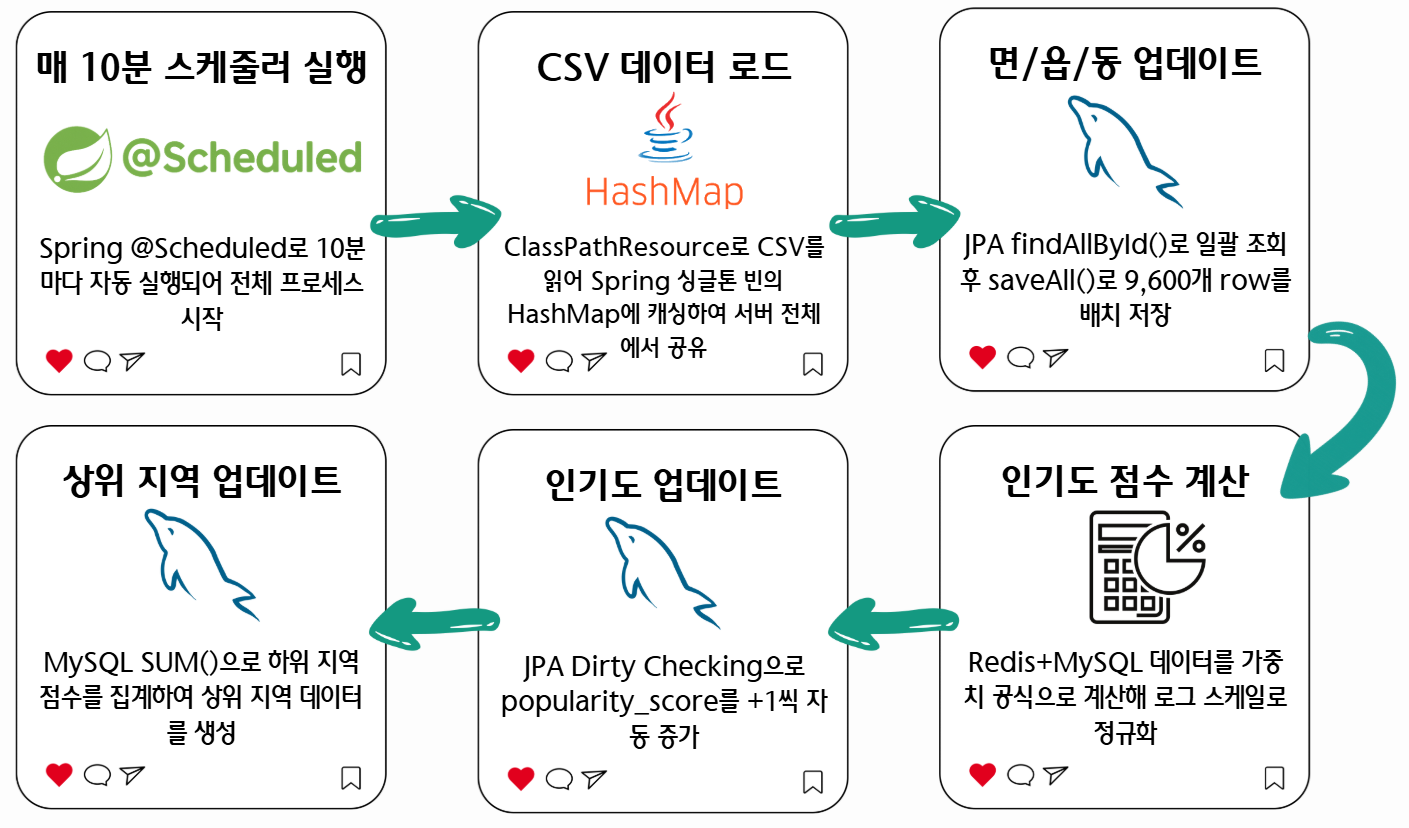 매 10분 스케줄러 실행
@Scheduled
Spring @Scheduled로 10분
마다 자동 실행되어 전체 프로세스
시작
CSV 데이터 로드
HashMap
ClassPathResource로 CSV를
읽어 Spring 싱글톤 빈의
HashMap에 캐싱하여 서버 전체
에서 공유
면/읍/동 업데이트
JPA findAllById()로 일괄 조회
후 saveAll()로 9,600개 row를
배치 저장
인기도 점수 계산
%
Redis+MySQL 데이터를 가중
치 공식으로 계산해 로그 스케일로
정규화
인기도 업데이트
JPA Dirty Checking으로
popularity_score를 +1씩 자
동 증가
상위 지역 업데이트
MySQL SUM()으로 하위 지역
점수를 집계하여 상위 지역 데이터
를 생성